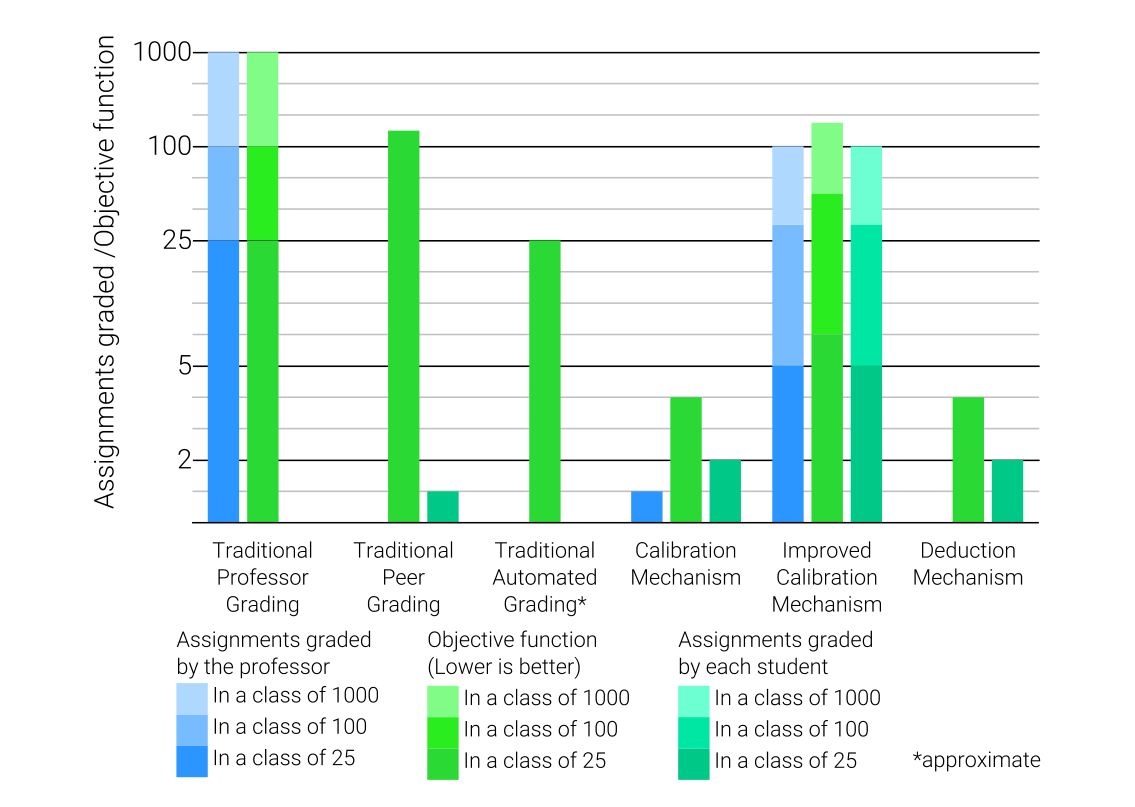 Assignments graded /Objective function
1000
100
25
5
2
Traditional
Professor
Grading
Traditional
Peer
Grading
Traditional
Automated
Grading*
Calibration
Mechanism
Improved
Calibration
Mechanism
Deduction
Mechanism
Assignments graded
by the professor
In a class of 1000
In a class of 100
In a class of 25
Objective function
(Lower is better)
In a class of 1000
In a class of 100
In a class of 25
Assignments graded
by each student
In a class of 1000
In a class of 100
In a class of 25
*approximate